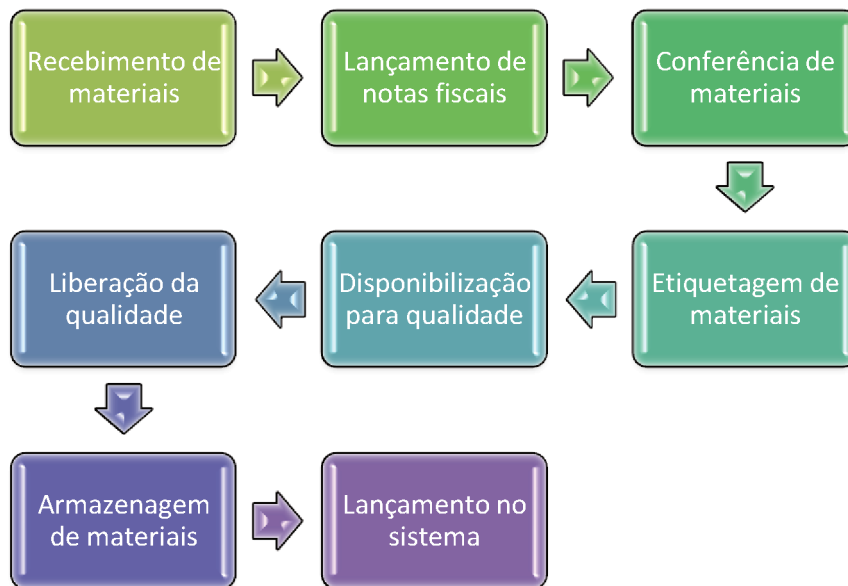 Recebimento de
materiais
Lançamento de
notas fiscais
Conferência de
materiais
Etiquetagem de
materiais
Disponibilização
para qualidade
Liberação da
qualidade
Armazenagem
de materiais
Lançamento no
sistema